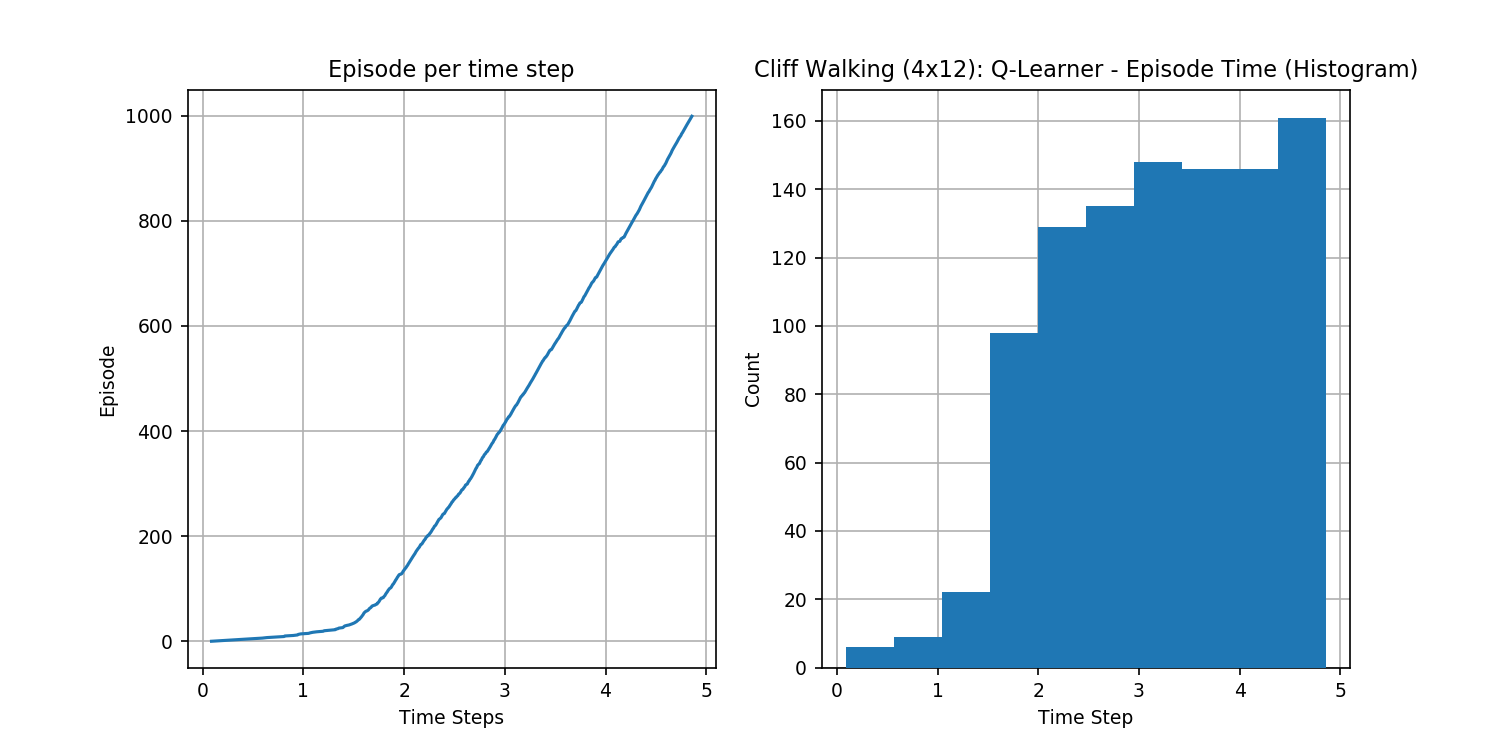 Episode per time step
1000
800
600
400
200
0
Episode
0 1 2 3 4 5
Time Steps
Cliff Walking (4x12): Q-Learner - Episode Time (Histogram)
160
140
120
100
80
60
40
20
0
Count
0 1 2 3 4 5
Time Step